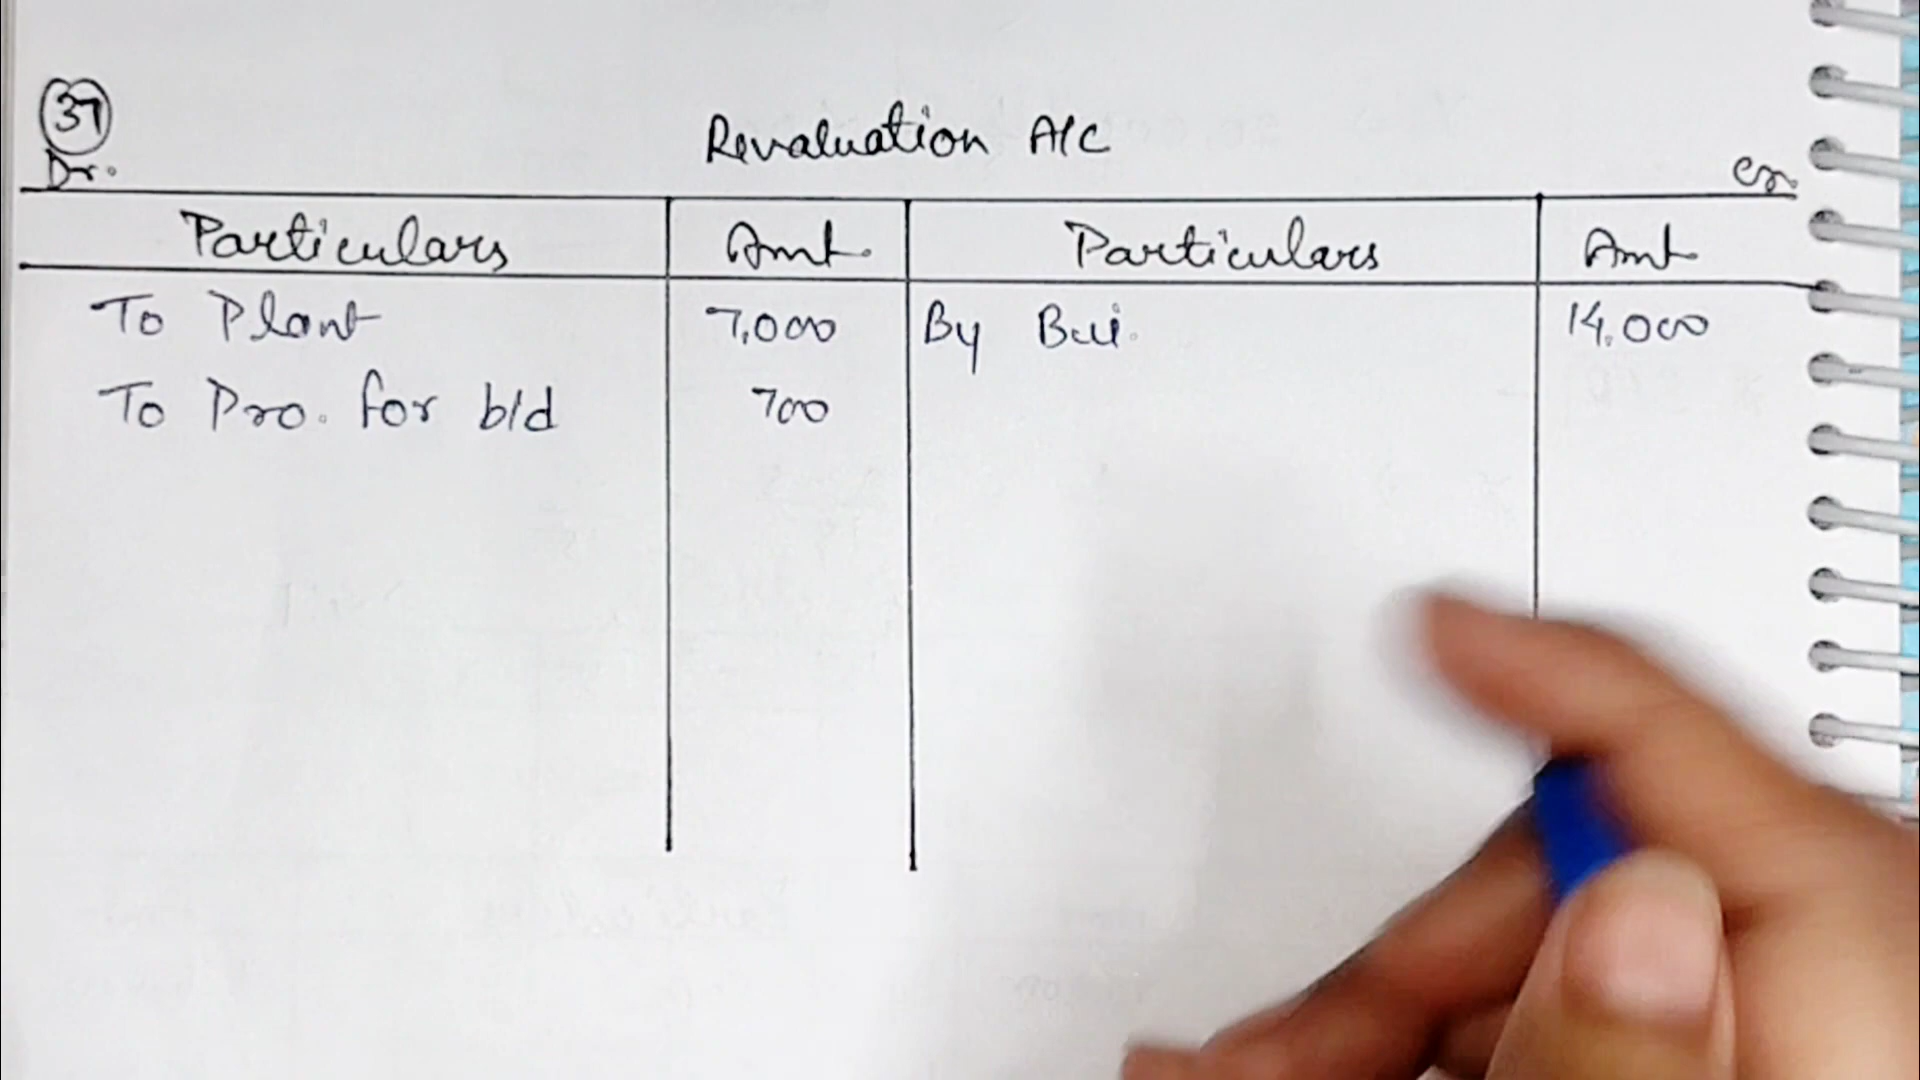 37
Revaluation A/C
Dr. Cr.
Particulars Amt. Particulars Amt
To Plant 7,000 By Bui. 14,000
To Pro. for b/d 700